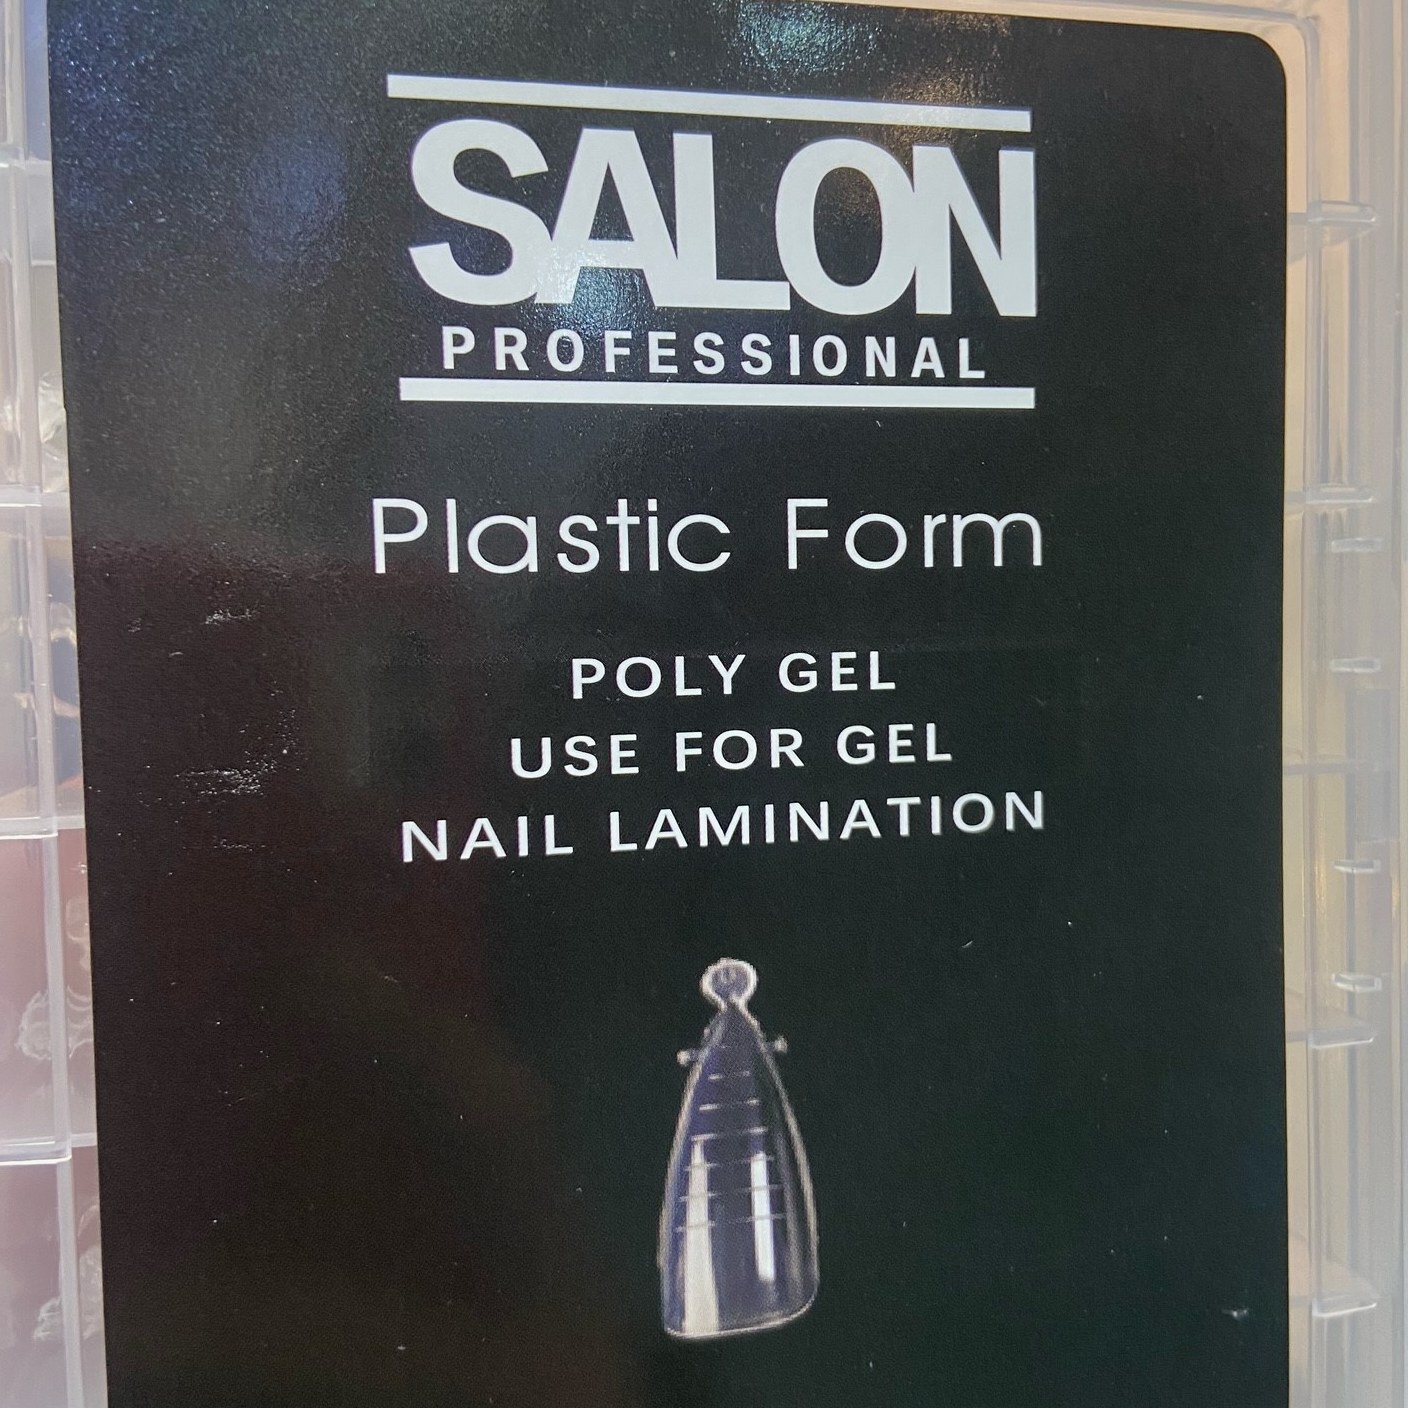 SALON
PROFESSIONAL
Plastic Form
POLY GEL
USE FOR GEL
NAIL LAMINATION